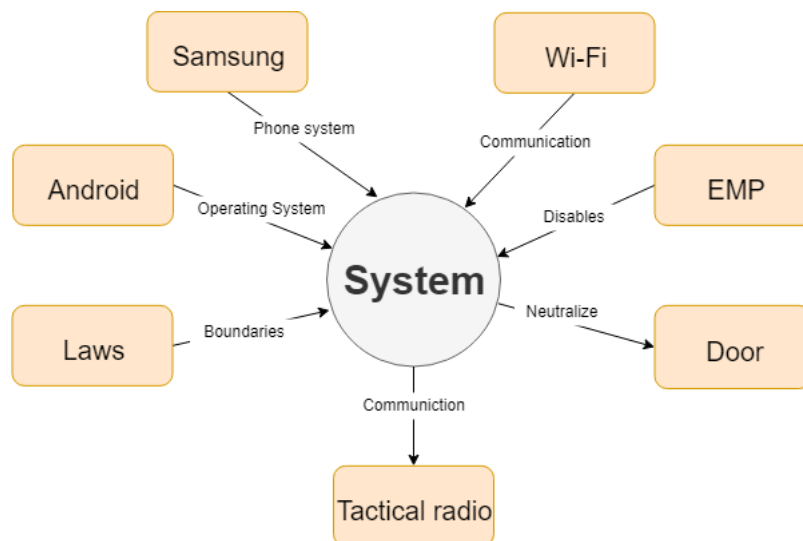 Samsung
Wi-Fi
Phone system
Communication
Android
EMP
Operating System
Disables
System
Neutralize
Laws
Boundaries
Door
Communiction
Tactical radio